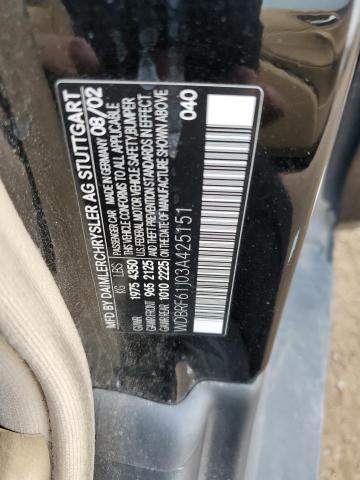 MFD BY DAIMLERCHRYSLER AG STUTTGART
MADE IN GERMANY 08/02
PASSENGER CAR
KG LBS THIS VEHICLE CONFORMS TO ALL APPLICABLE
1975 4350 U.S. FEDERAL MOTOR VEHICLE SAFETY, BUMPER
GAWR FRONT 965 2125 AND THEFT PREVENTION STANDARDS IN EFFECT
GAWR REAR 1010 2225 ON THE DATE OF MANUFACTURE SHOWN ABOVE
WDBRF61J03A425151
040